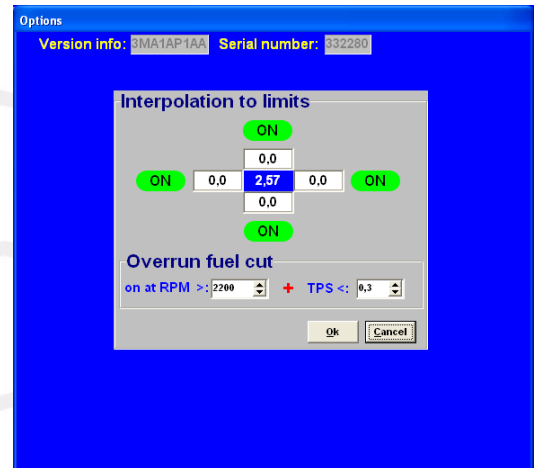 Options
Version info: 3MA1AP1AA Serial number: 332280
Interpolation to limits
ON
0,0
ON 0,0 2,57 0,0 ON
0,0
ON
Overrun fuel cut
on at RPM >: 2200 + TPS <: 0,3
Ok Cancel